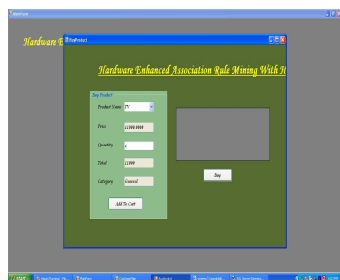 Hardware E
BuyProduct
Hardware Enhanced Association Rule Mining With H
Buy Product
Product Name TV
Price 11999.0000
Quantity
Total 11999
Category General
Add To Cart
Buy
START